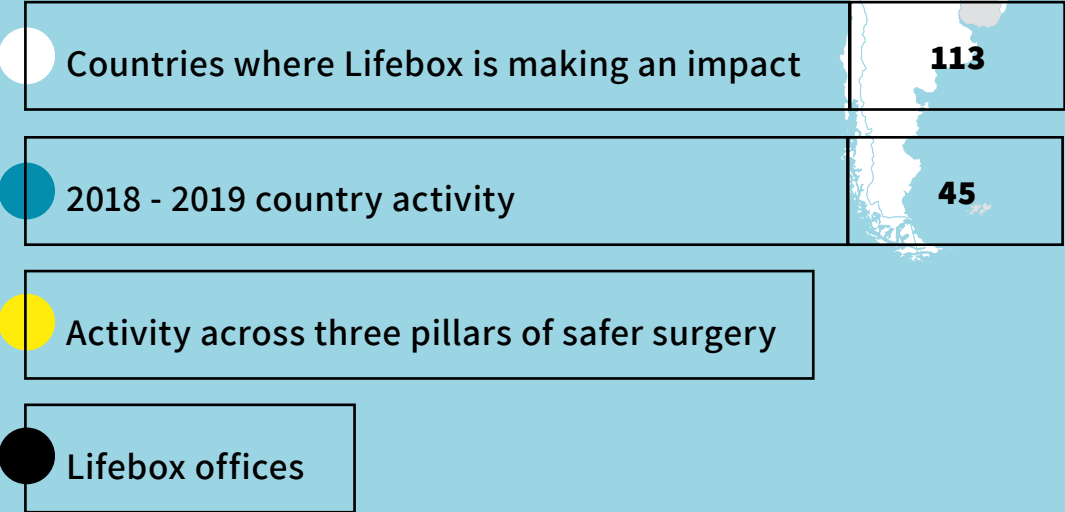 Countries where Lifebox is making an impact 113
2018 - 2019 country activity 45
Activity across three pillars of safer surgery
Lifebox offices